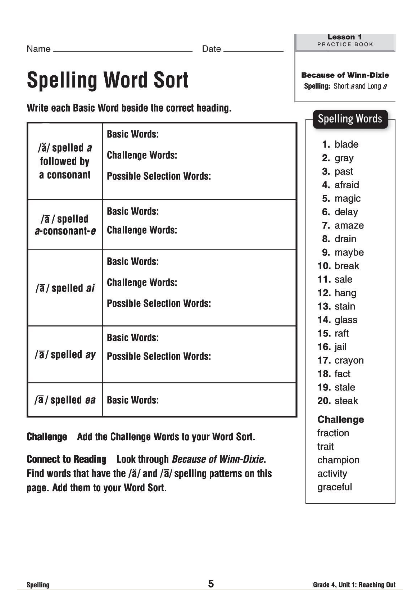 Name Date
Lesson 1
PRACTICE BOOK
Spelling Word Sort
Because of Winn-Dixie
Spelling: Short a and Long a
Write each Basic Word beside the correct heading.
/ă/ spelled a
followed by
a consonant
Basic Words:
Challenge Words:
Possible Selection Words:
/ā/ spelled
a-consonant-e
Basic Words:
Challenge Words:
/ā/ spelled ai
Basic Words:
Challenge Words:
Possible Selection Words:
/ā/ spelled ay
Basic Words:
Possible Selection Words:
/ā/ spelled ea
Basic Words:
Spelling Words
1. blade
2. gray
3. past
4. afraid
5. magic
6. delay
7. amaze
8. drain
9. maybe
10. break
11. sale
12. hang
13. stain
14. glass
15. raft
16. jail
17. crayon
18. fact
19. stale
20. steak
Challenge
fraction
trait
champion
activity
graceful
Challenge Add the Challenge Words to your Word Sort.
Connect to Reading Look through Because of Winn-Dixie.
Find words that have the /ă/ and /ā/ spelling patterns on this
page. Add them to your Word Sort.
Spelling
5
Grade 4, Unit 1: Reaching Out